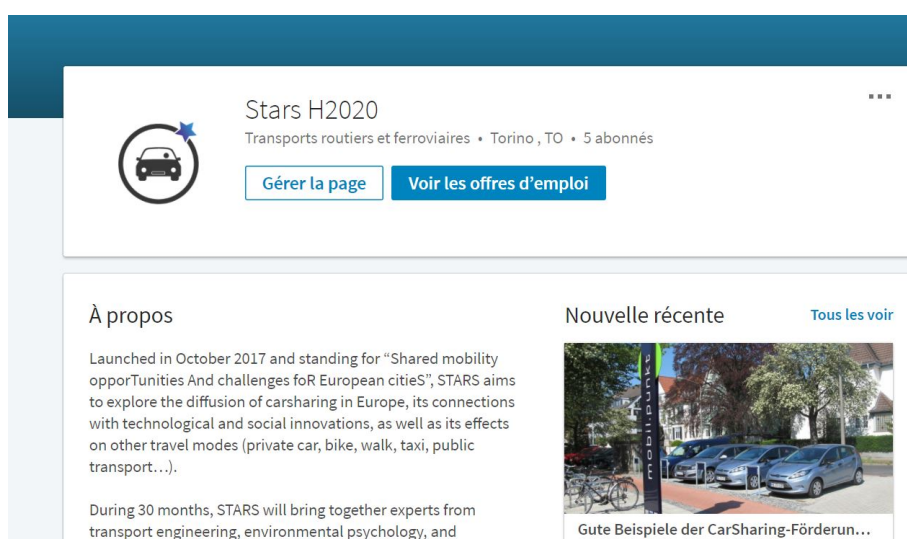 Stars H2020
Transports routiers et ferroviaires • Torino , TO • 5 abonnés
Gérer la page
Voir les offres d'emploi
À propos
Launched in October 2017 and standing for “Shared mobility
opporTunities And challenges foR European citieS”, STARS aims
to explore the diffusion of carsharing in Europe, its connections
with technological and social innovations, as well as its effects
on other travel modes (private car, bike, walk, taxi, public
transport…).
During 30 months, STARS will bring together experts from
transport engineering, environmental psychology, and
Nouvelle récente
Tous les voir
mobil.punkt
Gute Beispiele der CarSharing-Förderun…